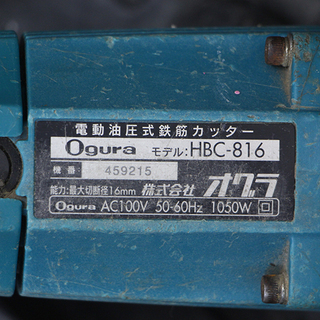 電動油圧式鉄筋カッター
Ogura モデル:HBC-816
機番 459215
能力:最大切断径16mm 株式会社オグラ
Ogura AC100V 50-60Hz 1050W